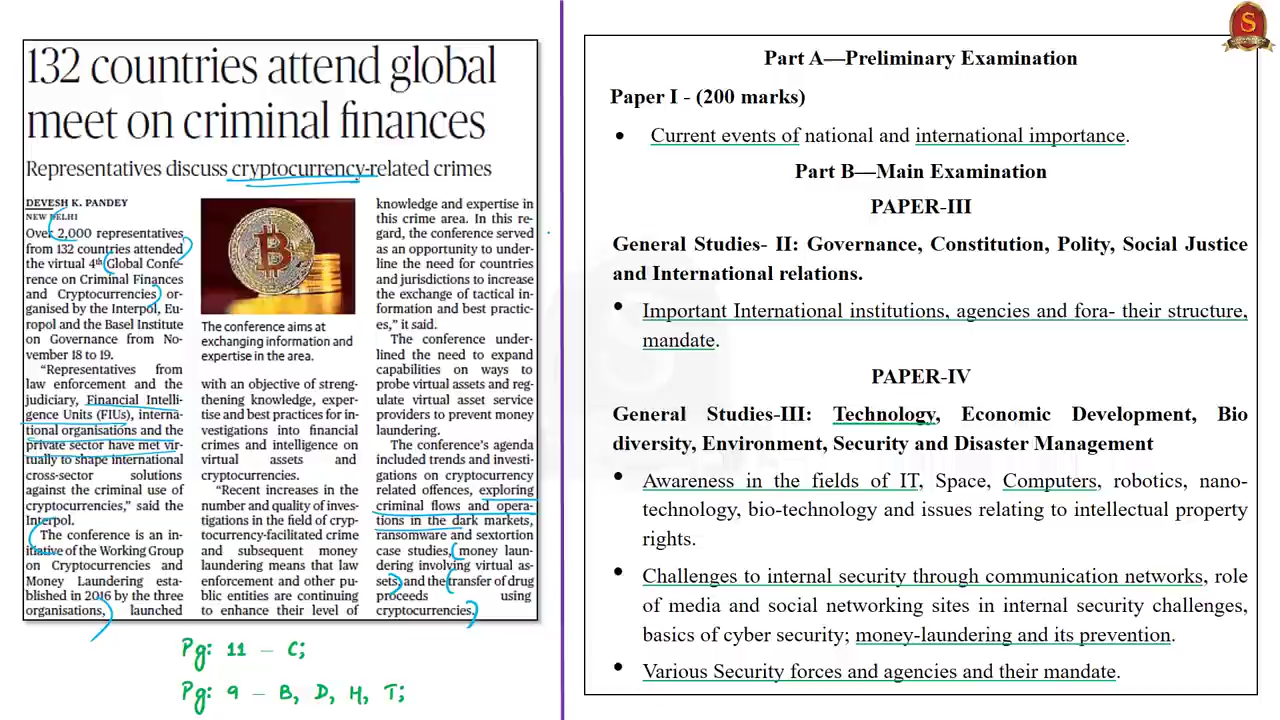 132 countries attend global
meet on criminal finances
Representatives discuss cryptocurrency-related crimes
DEVESH K. PANDEY
NEW DELHI
Over 2,000 representatives
from 132 countries attended
the virtual 4th Global Confe-
rence on Criminal Finances
and Cryptocurrencies or-
ganised by the Interpol, Eu-
ropol and the Basel Institute
on Governance from No-
vember 18 to 19.
“Representatives from
law enforcement and the
judiciary, Financial Intelli-
gence Units (FIUs), interna-
tional organisations and the
private sector have met vir-
tually to shape international
cross-sector solutions
against the criminal use of
cryptocurrencies,” said the
Interpol.
The conference is an in-
itiative of the Working Group
on Cryptocurrencies and
Money Laundering esta-
blished in 2016 by the three
organisations, launched
The conference aims at
exchanging information and
expertise in the area.
with an objective of streng-
thening knowledge, exper-
tise and best practices for in-
vestigations into financial
crimes and intelligence on
virtual assets and
cryptocurrencies.
“Recent increases in the
number and quality of inves-
tigations in the field of cryp-
tocurrency-facilitated crime
and subsequent money
laundering means that law
enforcement and other pu-
blic entities are continuing
to enhance their level of
knowledge and expertise in
this crime area. In this re-
gard, the conference served
as an opportunity to under-
line the need for countries
and jurisdictions to increase
the exchange of tactical in-
formation and best practic-
es,” it said.
The conference under-
lined the need to expand
capabilities on ways to
probe virtual assets and reg-
ulate virtual asset service
providers to prevent money
laundering.
The conference’s agenda
included trends and investi-
gations on cryptocurrency
related offences, exploring
criminal flows and opera-
tions in the dark markets,
ransomware and sextortion
case studies, money laun-
dering involving virtual as-
sets, and the transfer of drug
proceeds using
cryptocurrencies.
Pg: 11 – C;
Pg: 9 – B, D, H, T;
Part A—Preliminary Examination
Paper I - (200 marks)
• Current events of national and international importance.
Part B—Main Examination
PAPER-III
General Studies- II: Governance, Constitution, Polity, Social Justice
and International relations.
• Important International institutions, agencies and fora- their structure,
mandate.
PAPER-IV
General Studies-III: Technology, Economic Development, Bio
diversity, Environment, Security and Disaster Management
• Awareness in the fields of IT, Space, Computers, robotics, nano-
technology, bio-technology and issues relating to intellectual property
rights.
• Challenges to internal security through communication networks, role
of media and social networking sites in internal security challenges,
basics of cyber security; money-laundering and its prevention.
• Various Security forces and agencies and their mandate.